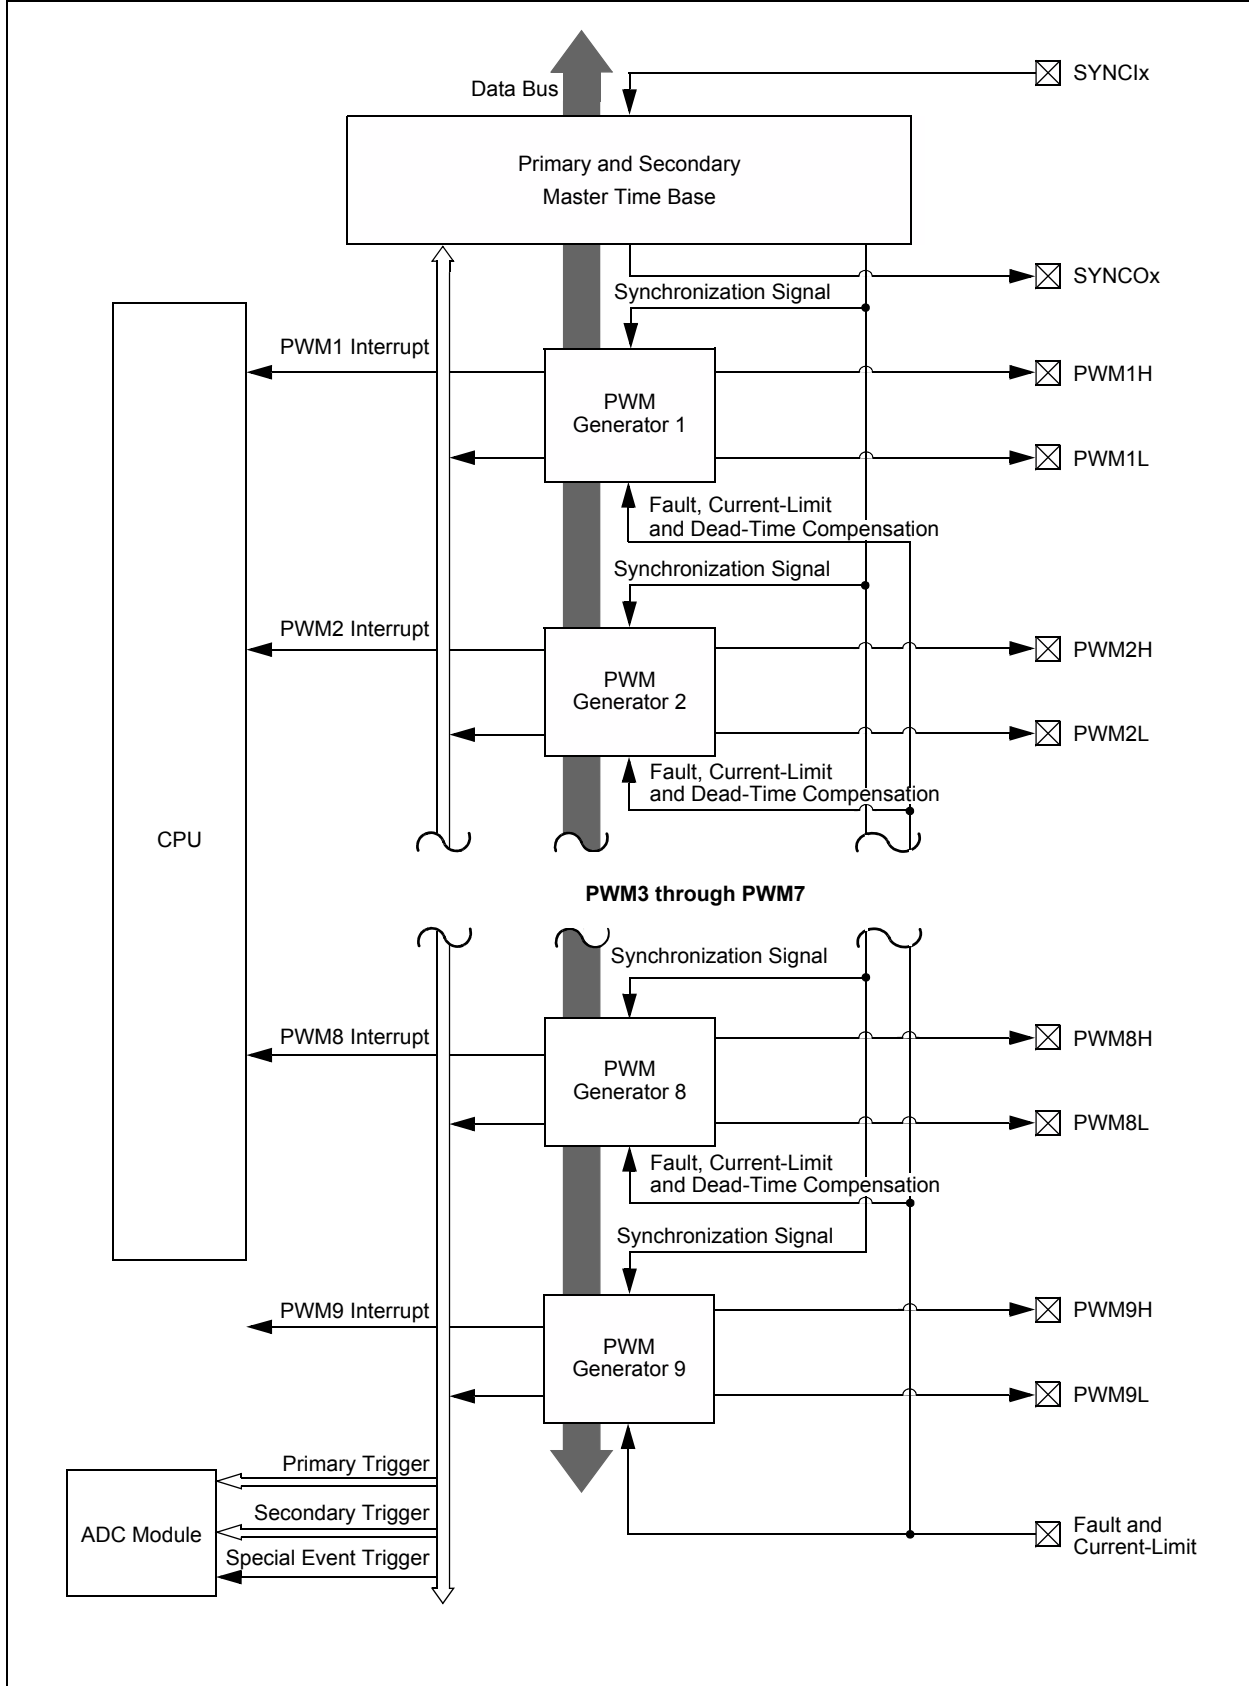 SYNCIx
Data Bus
Primary and Secondary
Master Time Base
SYNCOx
Synchronization Signal
PWM1 Interrupt
PWM
Generator 1
PWM1H
PWM1L
Fault, Current-Limit
and Dead-Time Compensation
Synchronization Signal
PWM2 Interrupt
PWM
Generator 2
PWM2H
PWM2L
Fault, Current-Limit
and Dead-Time Compensation
CPU
PWM3 through PWM7
Synchronization Signal
PWM8 Interrupt
PWM
Generator 8
PWM8H
PWM8L
Fault, Current-Limit
and Dead-Time Compensation
Synchronization Signal
PWM9 Interrupt
PWM
Generator 9
PWM9H
PWM9L
Primary Trigger
Secondary Trigger
Special Event Trigger
ADC Module
Fault and
Current-Limit